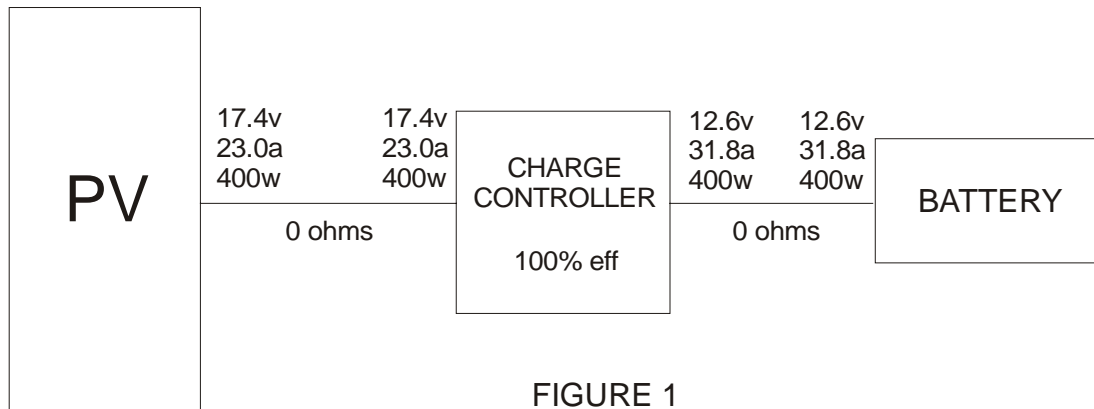 PV
17.4v
23.0a
400w
0 ohms
17.4v
23.0a
400w
CHARGE
CONTROLLER
100% eff
12.6v
31.8a
400w
0 ohms
12.6v
31.8a
400w
BATTERY
FIGURE 1